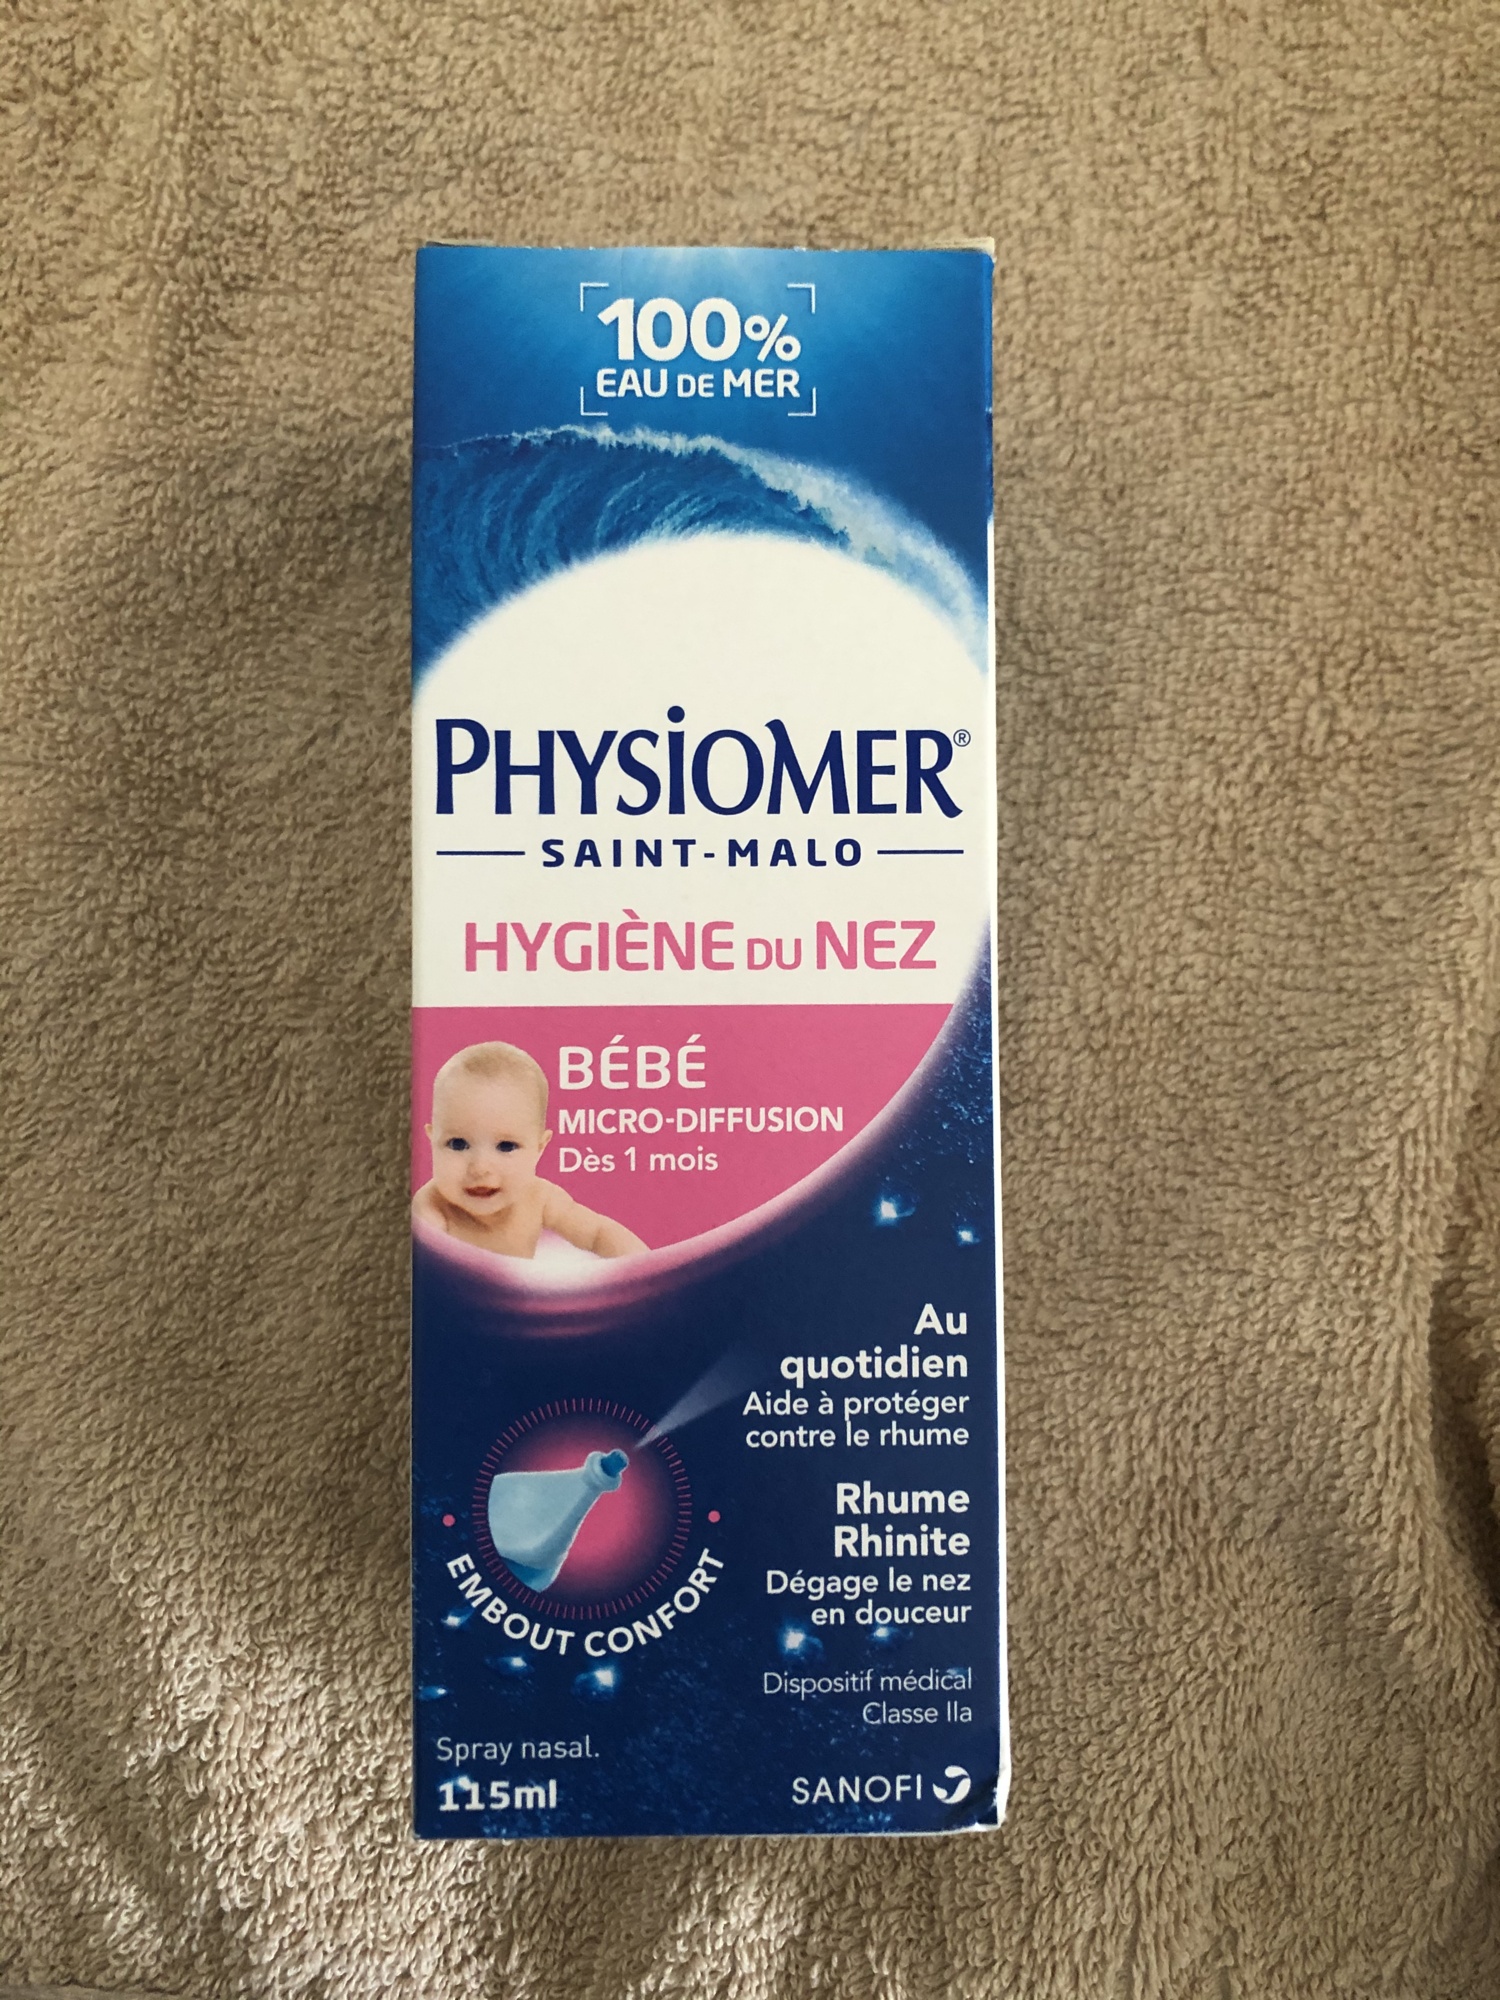 100%
EAU DE MER
PHYSIOMER®
SAINT-MALO
HYGIÈNE DU NEZ
BÉBÉ
MICRO-DIFFUSION
Dès 1 mois
Au
quotidien
Aide à protéger
contre le rhume
Rhume
Rhinite
Dégage le nez
en douceur
EMBOUT CONFORT
Dispositif médical
Classe IIa
Spray nasal.
115ml
SANOFI